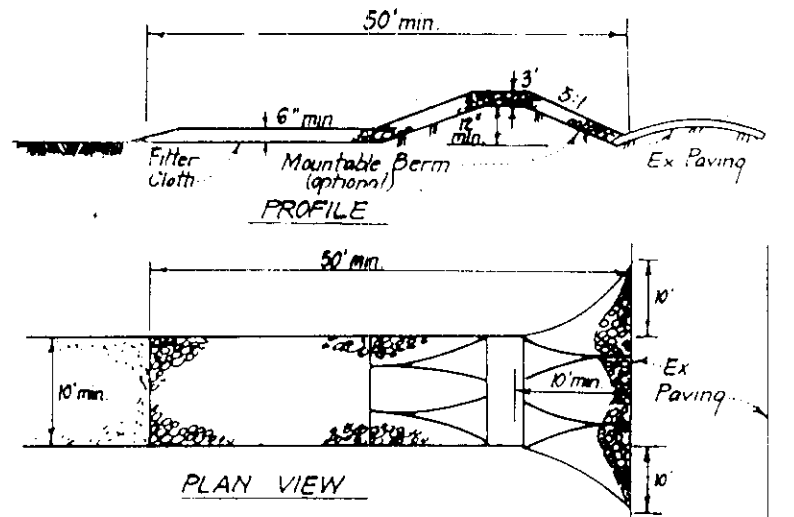 50' min.
3'
5:1
6" min
12"
min.
Filter
Cloth
Mountable Berm
(optional)
Ex Paving
PROFILE
50' min.
10'
10' min.
10' min.
Ex
Paving
10'
PLAN VIEW